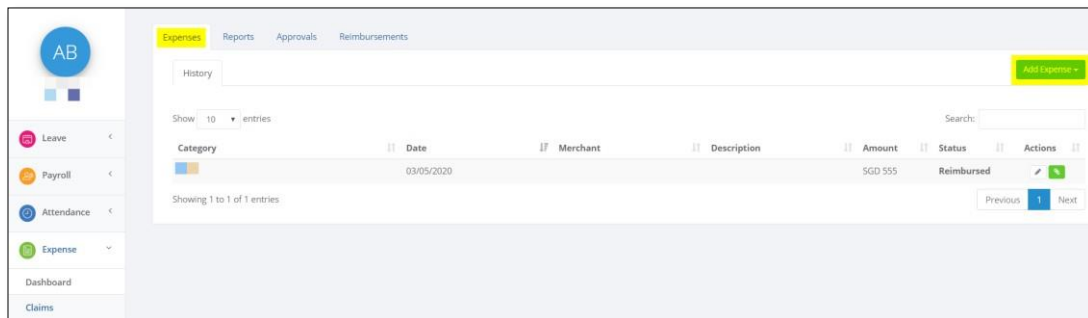 AB
Leave
Payroll
Attendance
Expense
Dashboard
Claims
Expenses Reports Approvals Reimbursements
History
Add Expense
Show 10 entries
Search:
Category Date Merchant Description Amount Status Actions
03/05/2020 SGD 555 Reimbursed
Showing 1 to 1 of 1 entries
Previous 1 Next